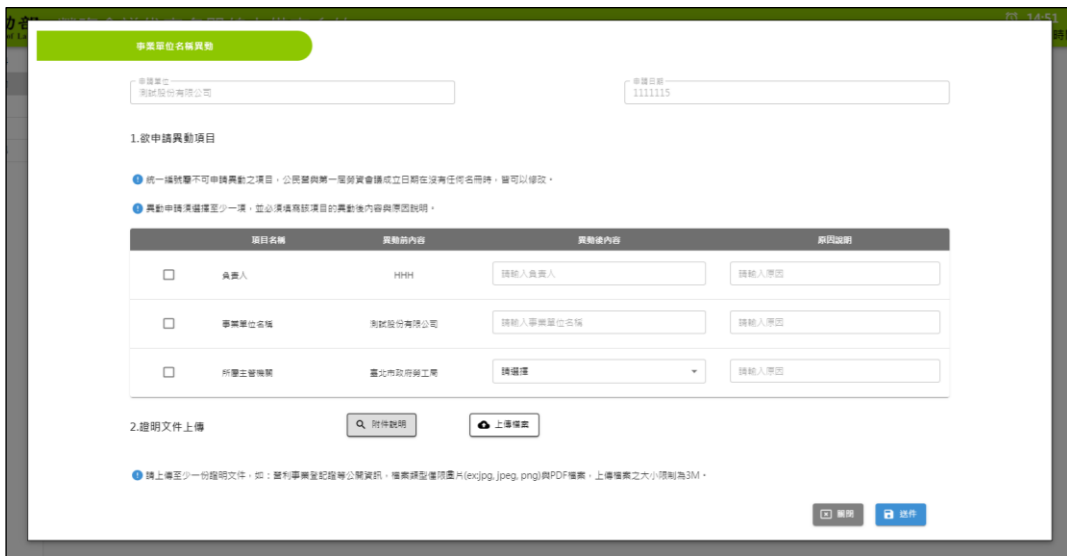 14:51
事業單位名稱異動
申請單位
測試股份有限公司
申請日期
1111115
1.欲申請異動項目
統一編號屬不可申請異動之項目，公民營與第一屆勞資會議成立日期在沒有任何名冊時，皆可以修改。
異動申請須選擇至少一項，並必須填寫該項目的異動後內容與原因說明。
項目名稱 異動前內容 異動後內容 原因說明
負責人 HHH 請輸入負責人 請輸入原因
事業單位名稱 測試股份有限公司 請輸入事業單位名稱 請輸入原因
所屬主管機關 臺北市政府勞工局 請選擇 請輸入原因
2.證明文件上傳 附件說明 上傳檔案
請上傳至少一份證明文件，如：營利事業登記證等公開資訊，檔案類型僅限圖片(ex:jpg, jpeg, png)與PDF檔案，上傳檔案之大小限制為3M。
關閉 送件